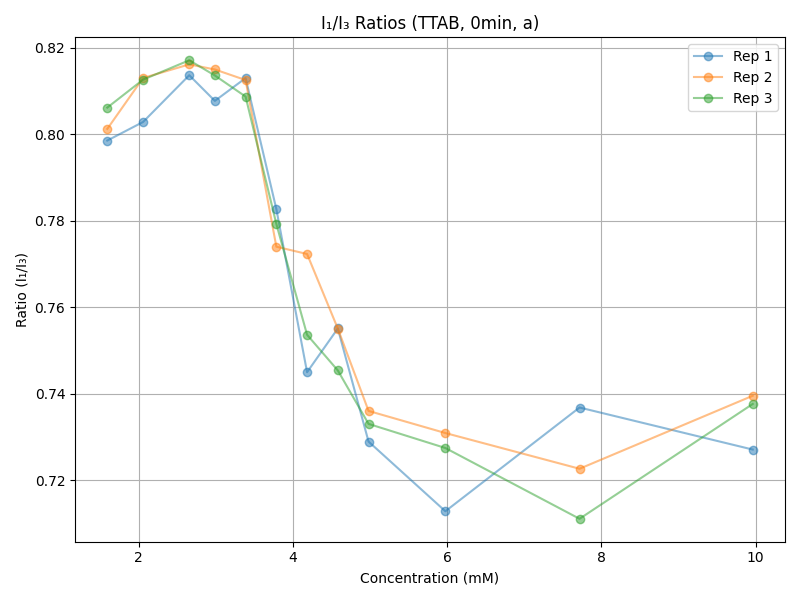 I₁/I₃ Ratios (TTAB, 0min, a)
Rep 1
Rep 2
Rep 3
Ratio (I₁/I₃)
0.82
0.80
0.78
0.76
0.74
0.72
2
4
6
8
10
Concentration (mM)